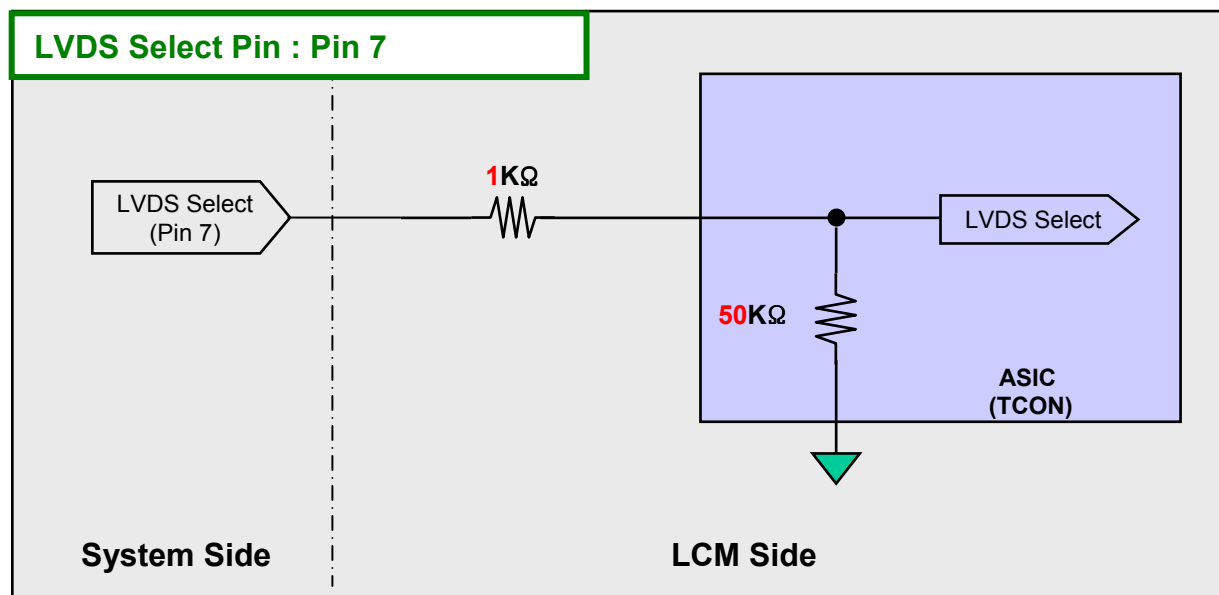 LVDS Select Pin : Pin 7
1KΩ
LVDS Select
(Pin 7)
LVDS Select
50KΩ
ASIC
(TCON)
System Side
LCM Side